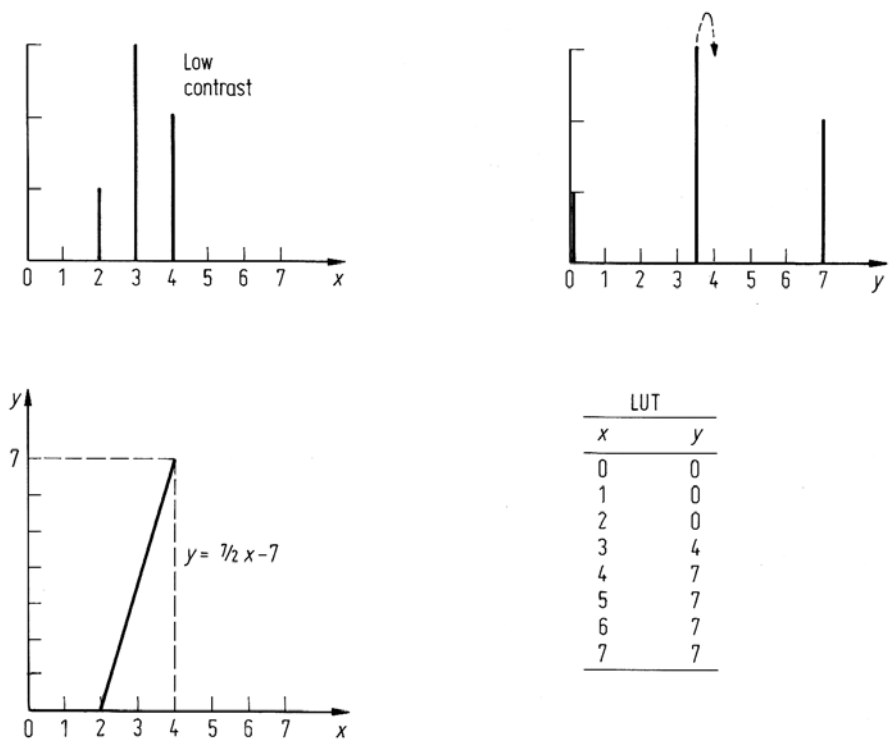 Low
contrast
0 1 2 3 4 5 6 7 x
0 1 2 3 4 5 6 7 y
y
7
y = 7/2 x − 7
0 1 2 3 4 5 6 7 x
LUT
x y
0 0
1 0
2 0
3 4
4 7
5 7
6 7
7 7